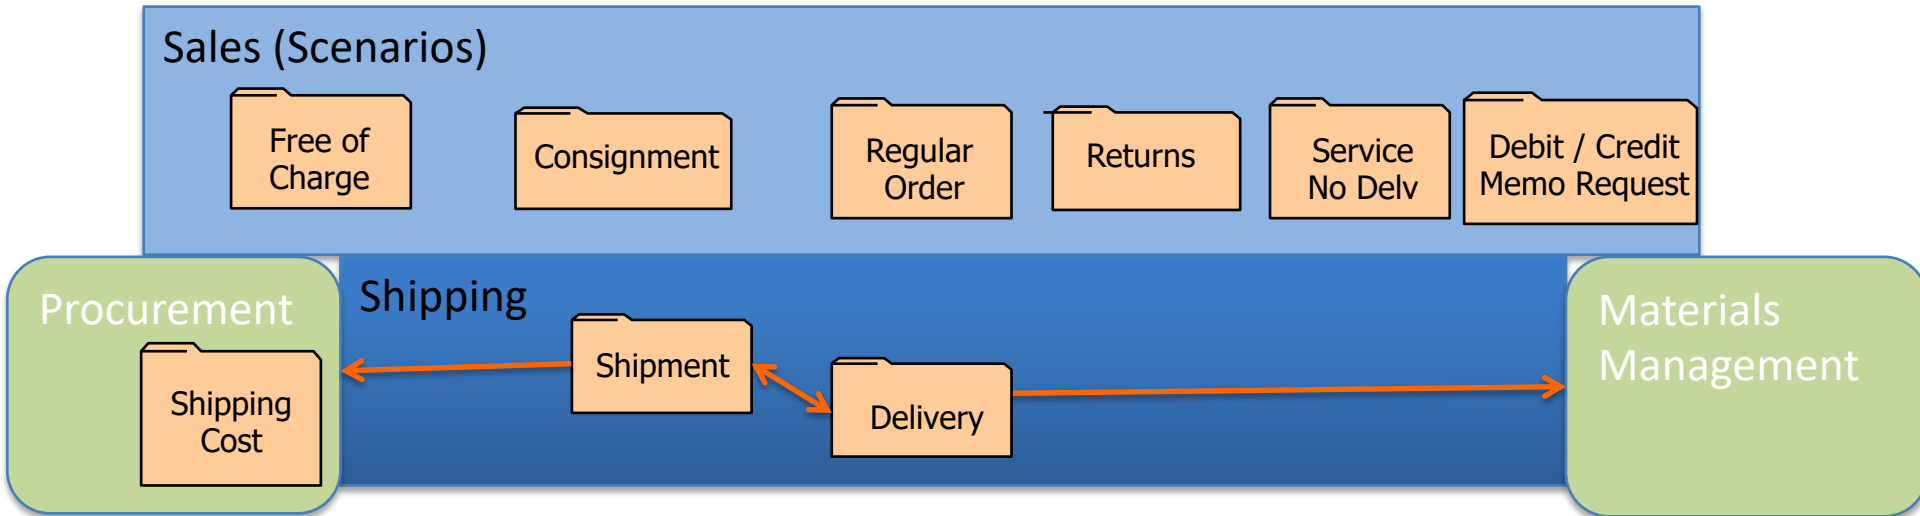 Sales (Scenarios)
Free of
Charge
Consignment
Regular
Order
Returns
Service
No Delv
Debit / Credit
Memo Request
Procurement
Shipping
Cost
Shipping
Shipment
Delivery
Materials
Management